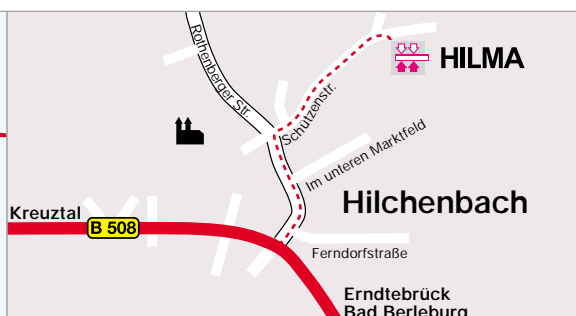 Rothenberger Str.
HILMA
Schützenstr.
Im unteren Marktfeld
Hilchenbach
Kreuztal
B 508
Ferndorfstraße
Erndtebrück
Bad Berleburg